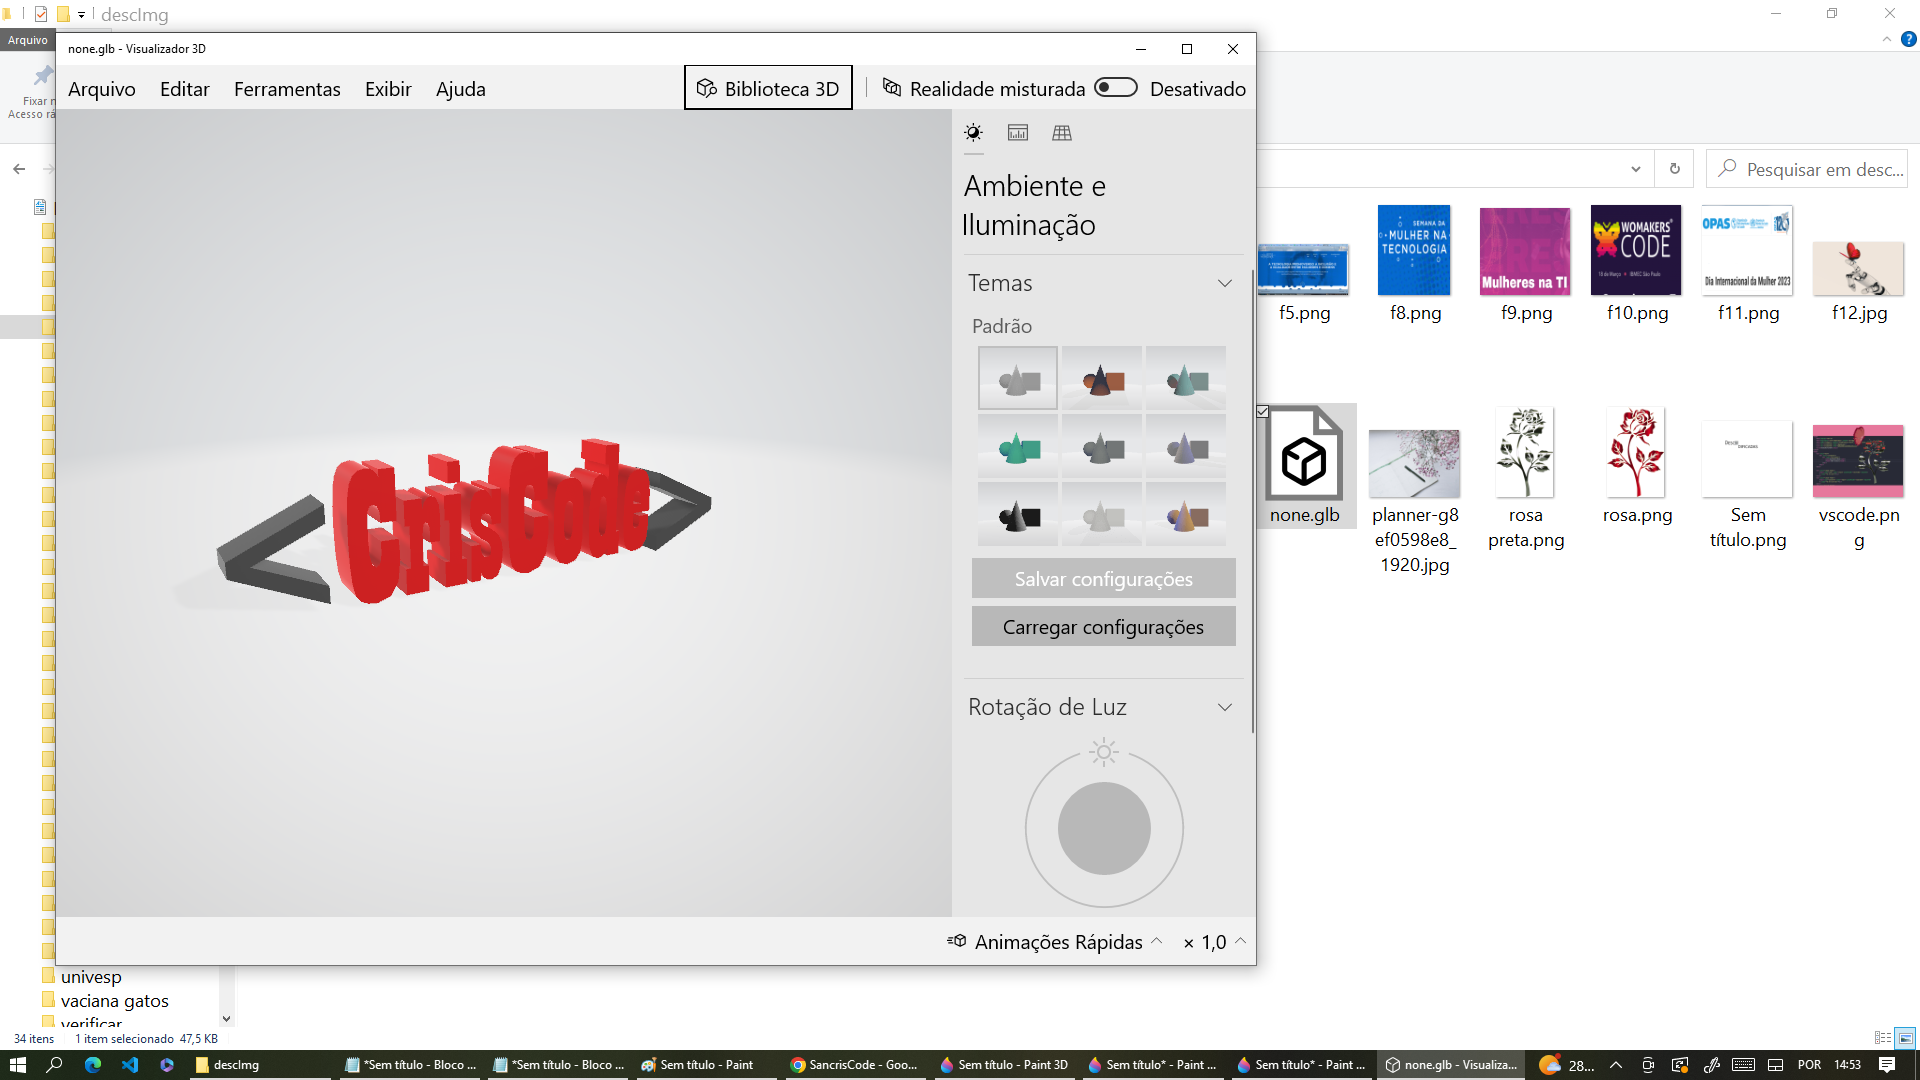 descImg
Arquivo
none.glb - Visualizador 3D
Arquivo Editar Ferramentas Exibir Ajuda Biblioteca 3D Realidade misturada Desativado
Fixar n
Acesso rá
Pesquisar em desc...
Ambiente e
Iluminação
Temas
Padrão
Salvar configurações
Carregar configurações
Rotação de Luz
CrisCode
SEMANA DA
MULHER NA
TECNOLOGIA
Mulheres na TI
WOMAKERS
CODE
OPAS
Dia Internacional da Mulher 2023
f5.png f8.png f9.png f10.png f11.png f12.jpg
none.glb
planner-g8
ef0598e8_
1920.jpg
rosa
preta.png
rosa.png
Sem
título.png
vscode.pn
g
Animações Rápidas × 1,0
univesp
vaciana gatos
verificar
34 itens 1 item selecionado 47,5 KB
descImg *Sem título - Bloco ... *Sem título - Bloco ... Sem título - Paint SancrisCode - Goo... Sem título - Paint 3D Sem título* - Paint ... Sem título* - Paint ... none.glb - Visualiza... 28... POR 14:53